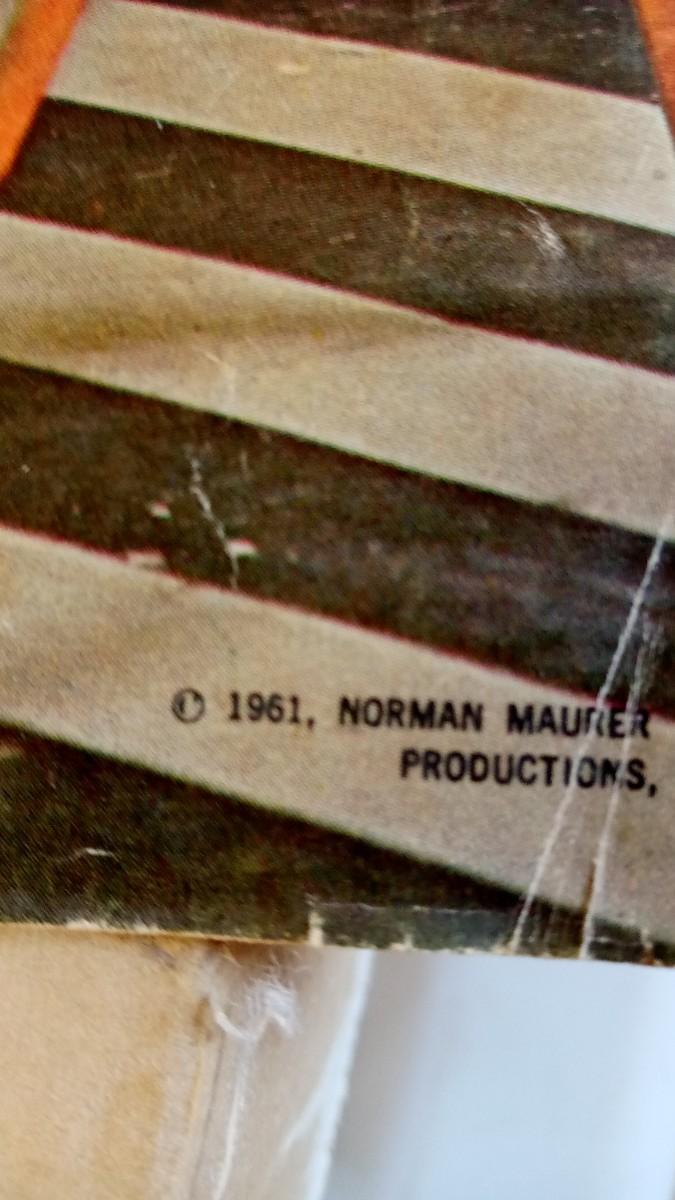 © 1961, NORMAN MAURER
PRODUCTIONS,